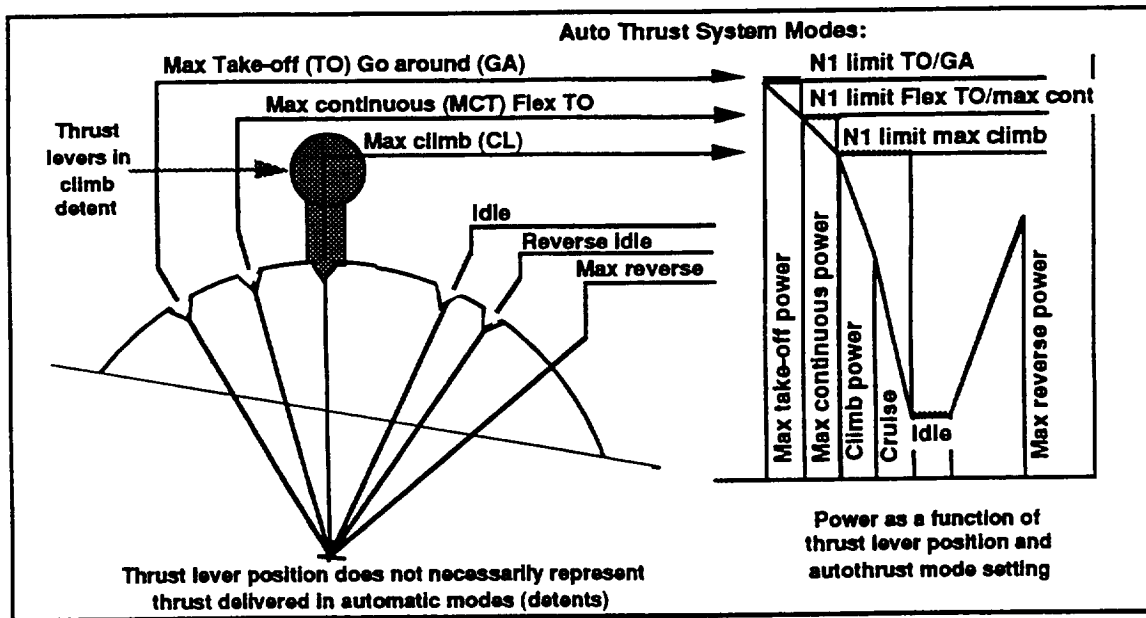 Auto Thrust System Modes:
Max Take-off (TO) Go around (GA)
Max continuous (MCT) Flex TO
Max climb (CL)
Thrust
levers in
climb
detent
Idle
Reverse idle
Max reverse
Thrust lever position does not necessarily represent
thrust delivered in automatic modes (detents)
N1 limit TO/GA
N1 limit Flex TO/max cont
N1 limit max climb
Max take-off power
Max continuous power
Climb power
Cruise
Idle
Max reverse power
Power as a function of
thrust lever position and
autothrust mode setting